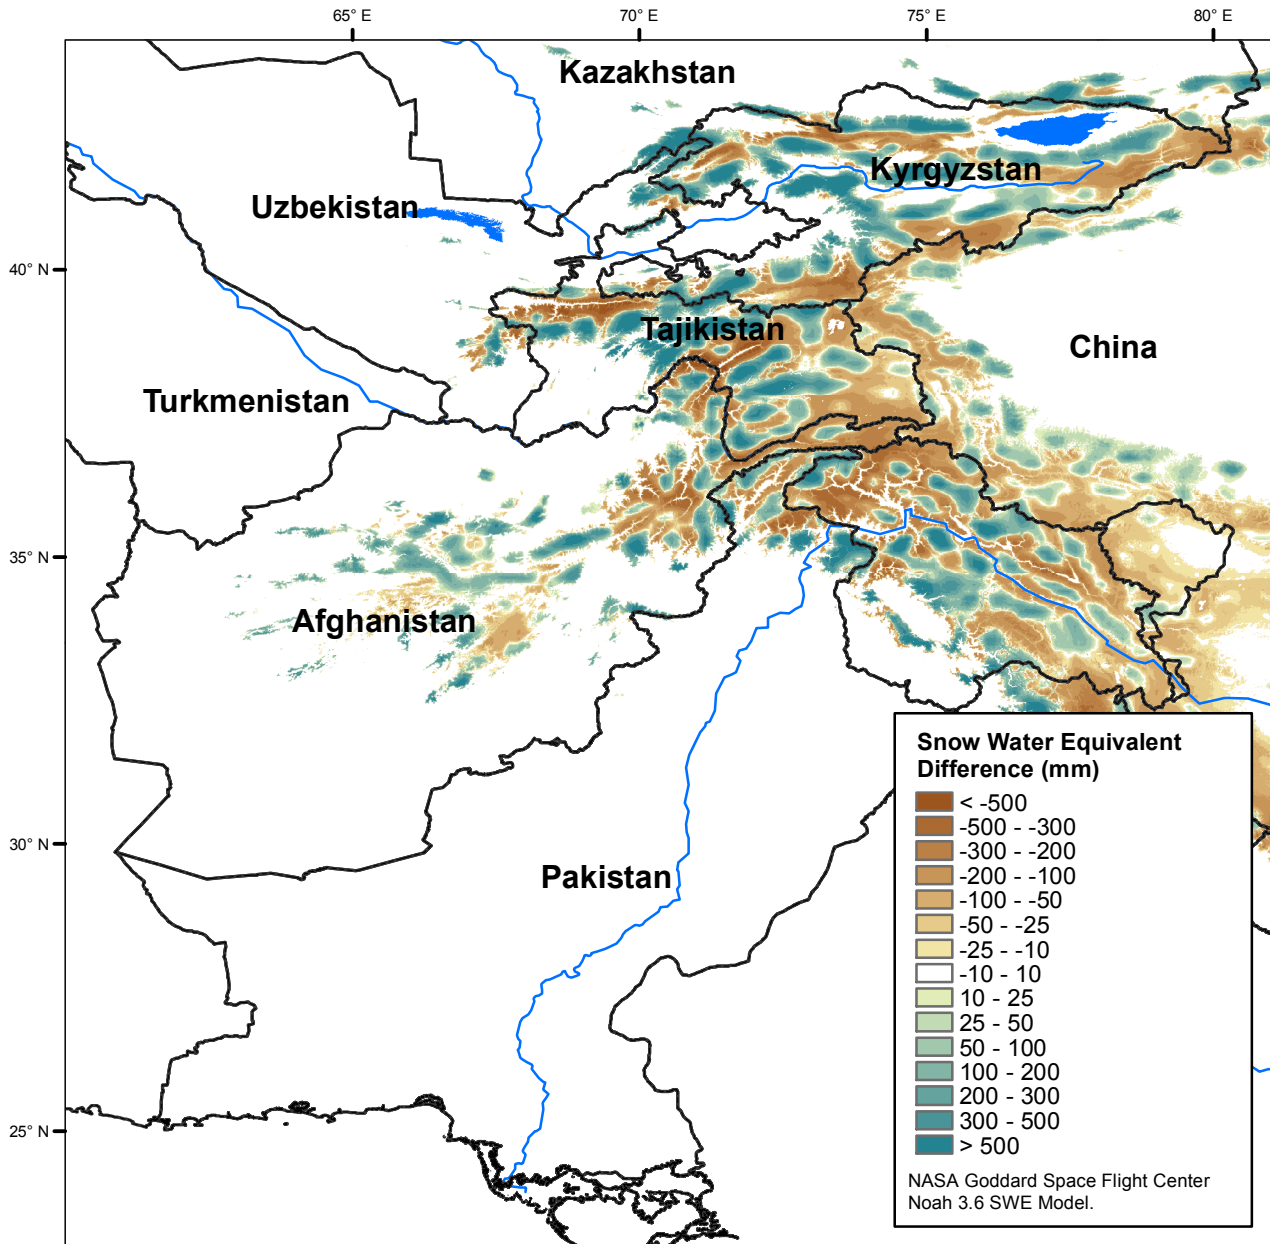 65° E
70° E
75° E
80° E
Kazakhstan
Kyrgyzstan
Uzbekistan
40° N
Tajikistan
China
Turkmenistan
35° N
Afghanistan
Snow Water Equivalent
Difference (mm)
< -500
-500 - -300
-300 - -200
-200 - -100
-100 - -50
-50 - -25
-25 - -10
-10 - 10
10 - 25
25 - 50
50 - 100
100 - 200
200 - 300
300 - 500
> 500
NASA Goddard Space Flight Center
Noah 3.6 SWE Model.
30° N
Pakistan
25° N